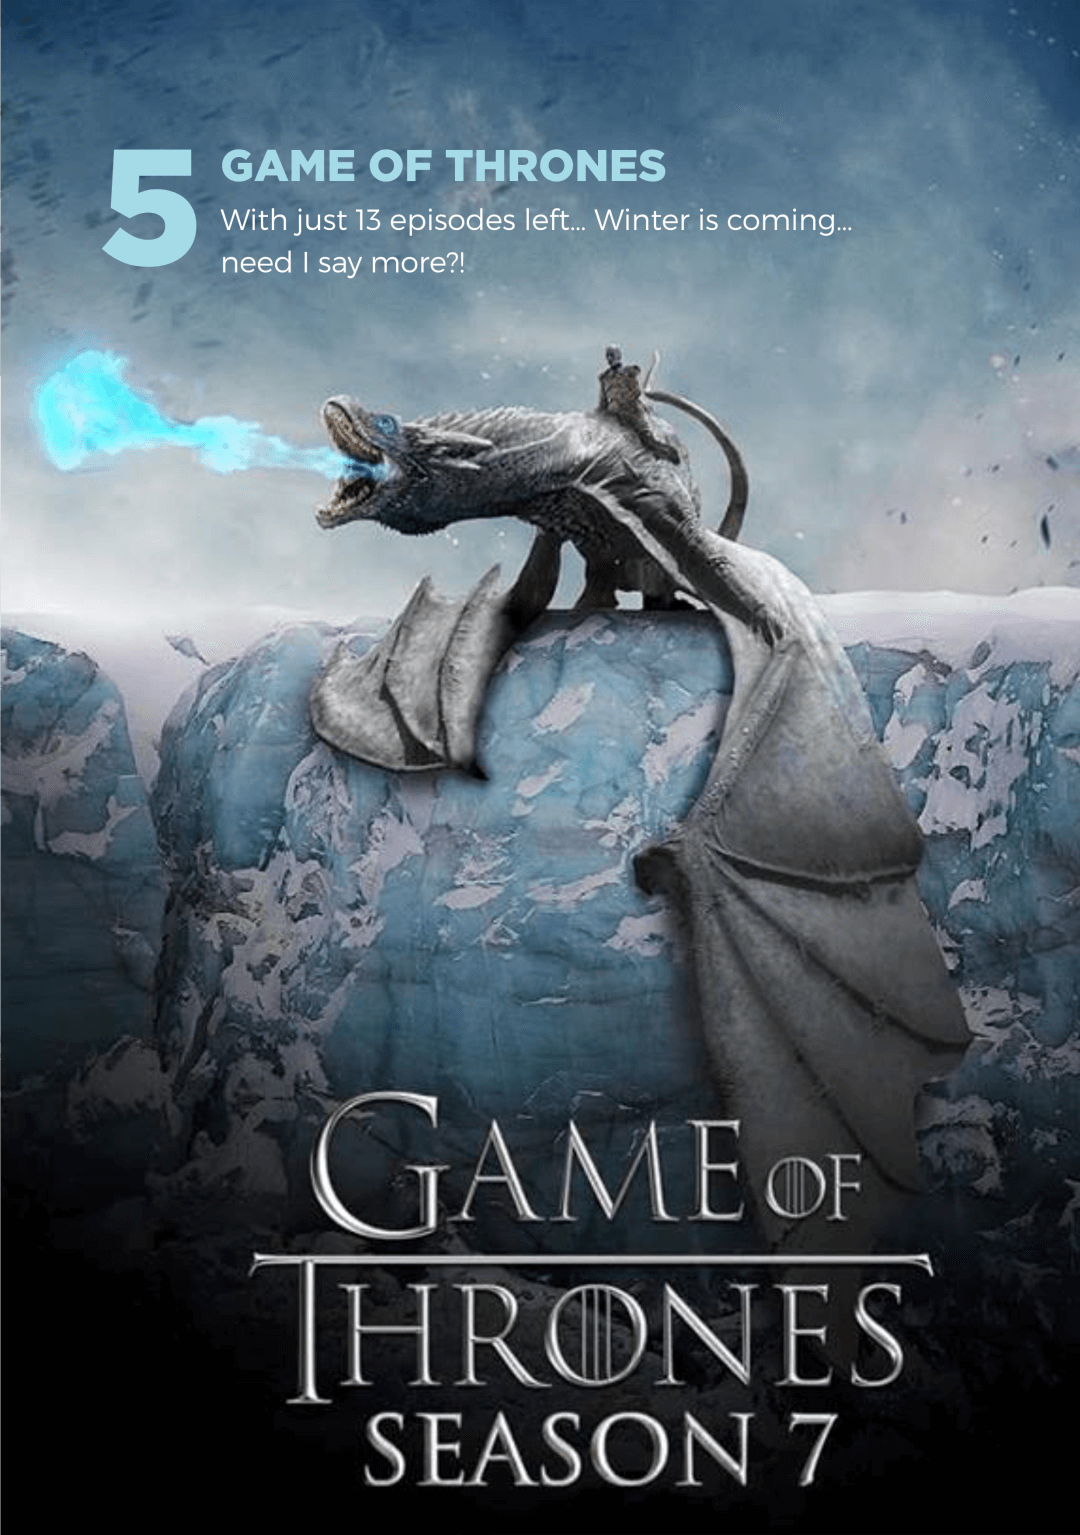 5
GAME OF THRONES
With just 13 episodes left... Winter is coming...
need I say more?!
GAME OF
THRONES
SEASON 7